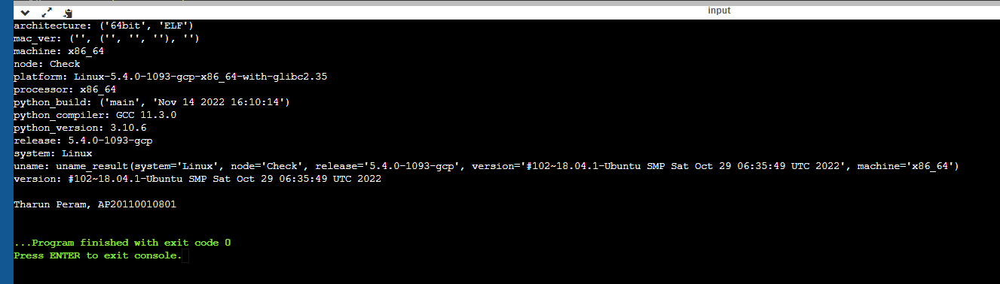 input
architecture: ('64bit', 'ELF')
mac_ver: ('', ('', '', ''), '')
machine: x86_64
node: Check
platform: Linux-5.4.0-1093-gcp-x86_64-with-glibc2.35
processor: x86_64
python_build: ('main', 'Nov 14 2022 16:10:14')
python_compiler: GCC 11.3.0
python_version: 3.10.6
release: 5.4.0-1093-gcp
system: Linux
uname: uname_result(system='Linux', node='Check', release='5.4.0-1093-gcp', version='#102~18.04.1-Ubuntu SMP Sat Oct 29 06:35:49 UTC 2022', machine='x86_64')
version: #102~18.04.1-Ubuntu SMP Sat Oct 29 06:35:49 UTC 2022
Tharun Peram, AP20110010801
...Program finished with exit code 0
Press ENTER to exit console.